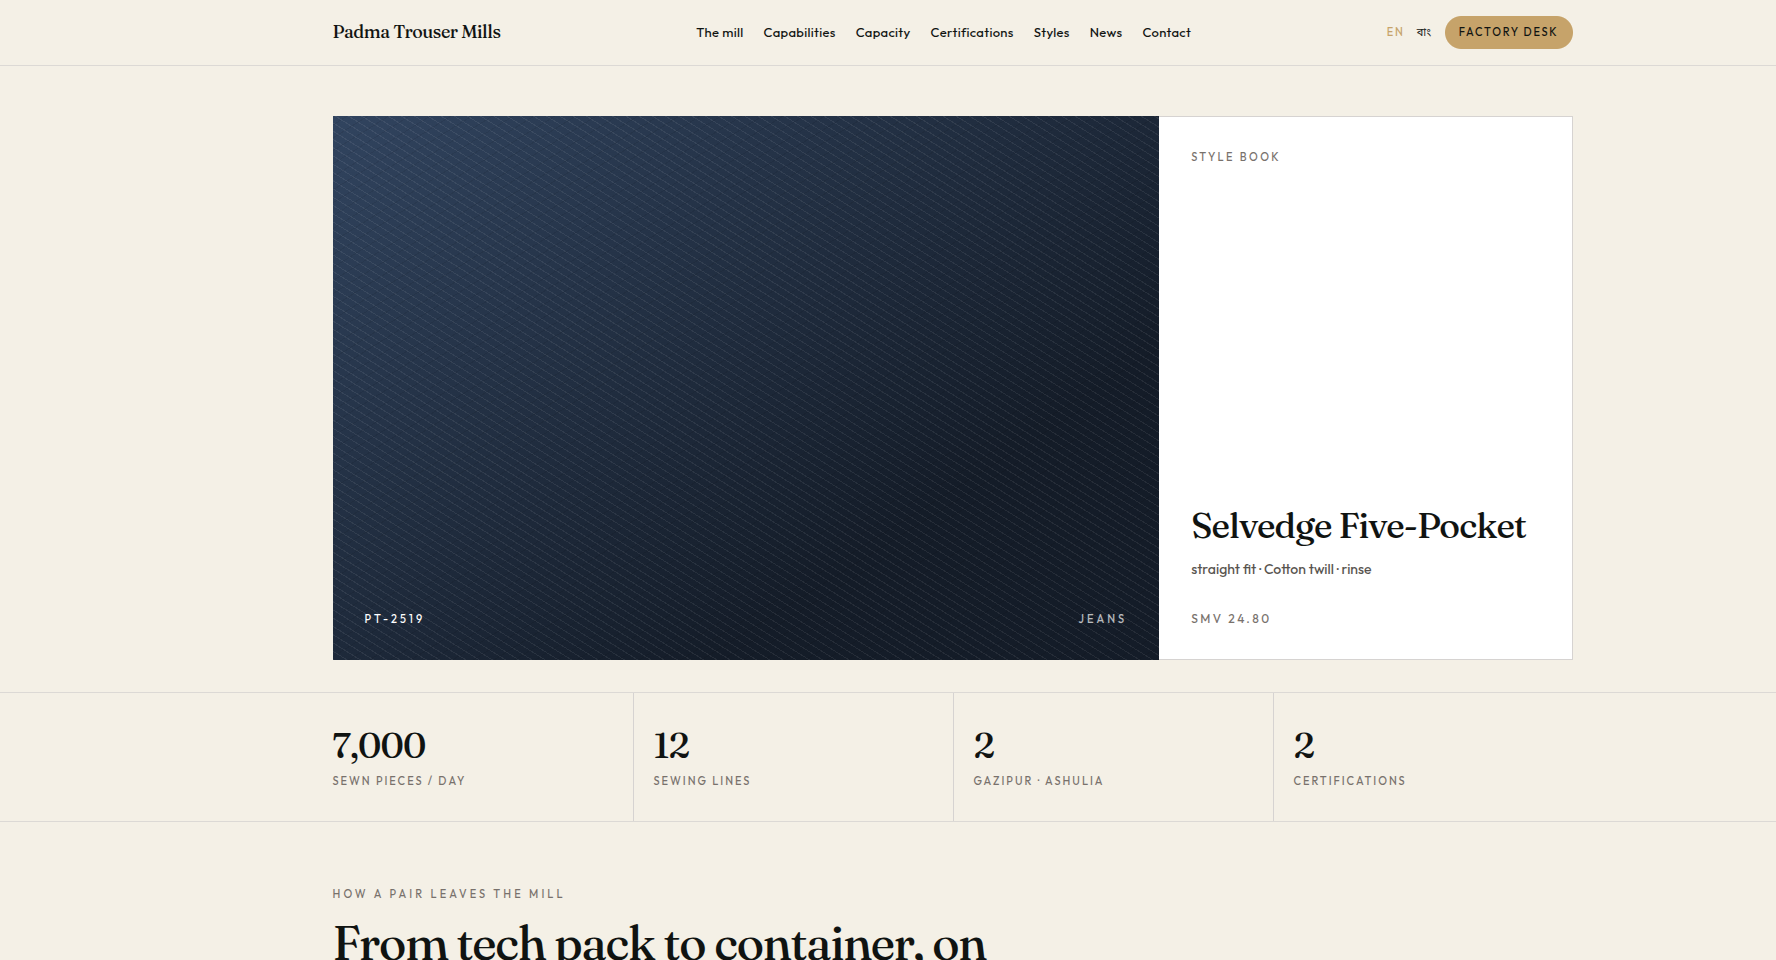 Padma Trouser Mills
The mill Capabilities Capacity Certifications Styles News Contact
EN বাং FACTORY DESK
STYLE BOOK
Selvedge Five-Pocket
straight fit · Cotton twill · rinse
PT-2519 JEANS SMV 24.80
7,000 12 2 2
SEWN PIECES / DAY SEWING LINES GAZIPUR · ASHULIA CERTIFICATIONS
HOW A PAIR LEAVES THE MILL
From tech pack to container, on